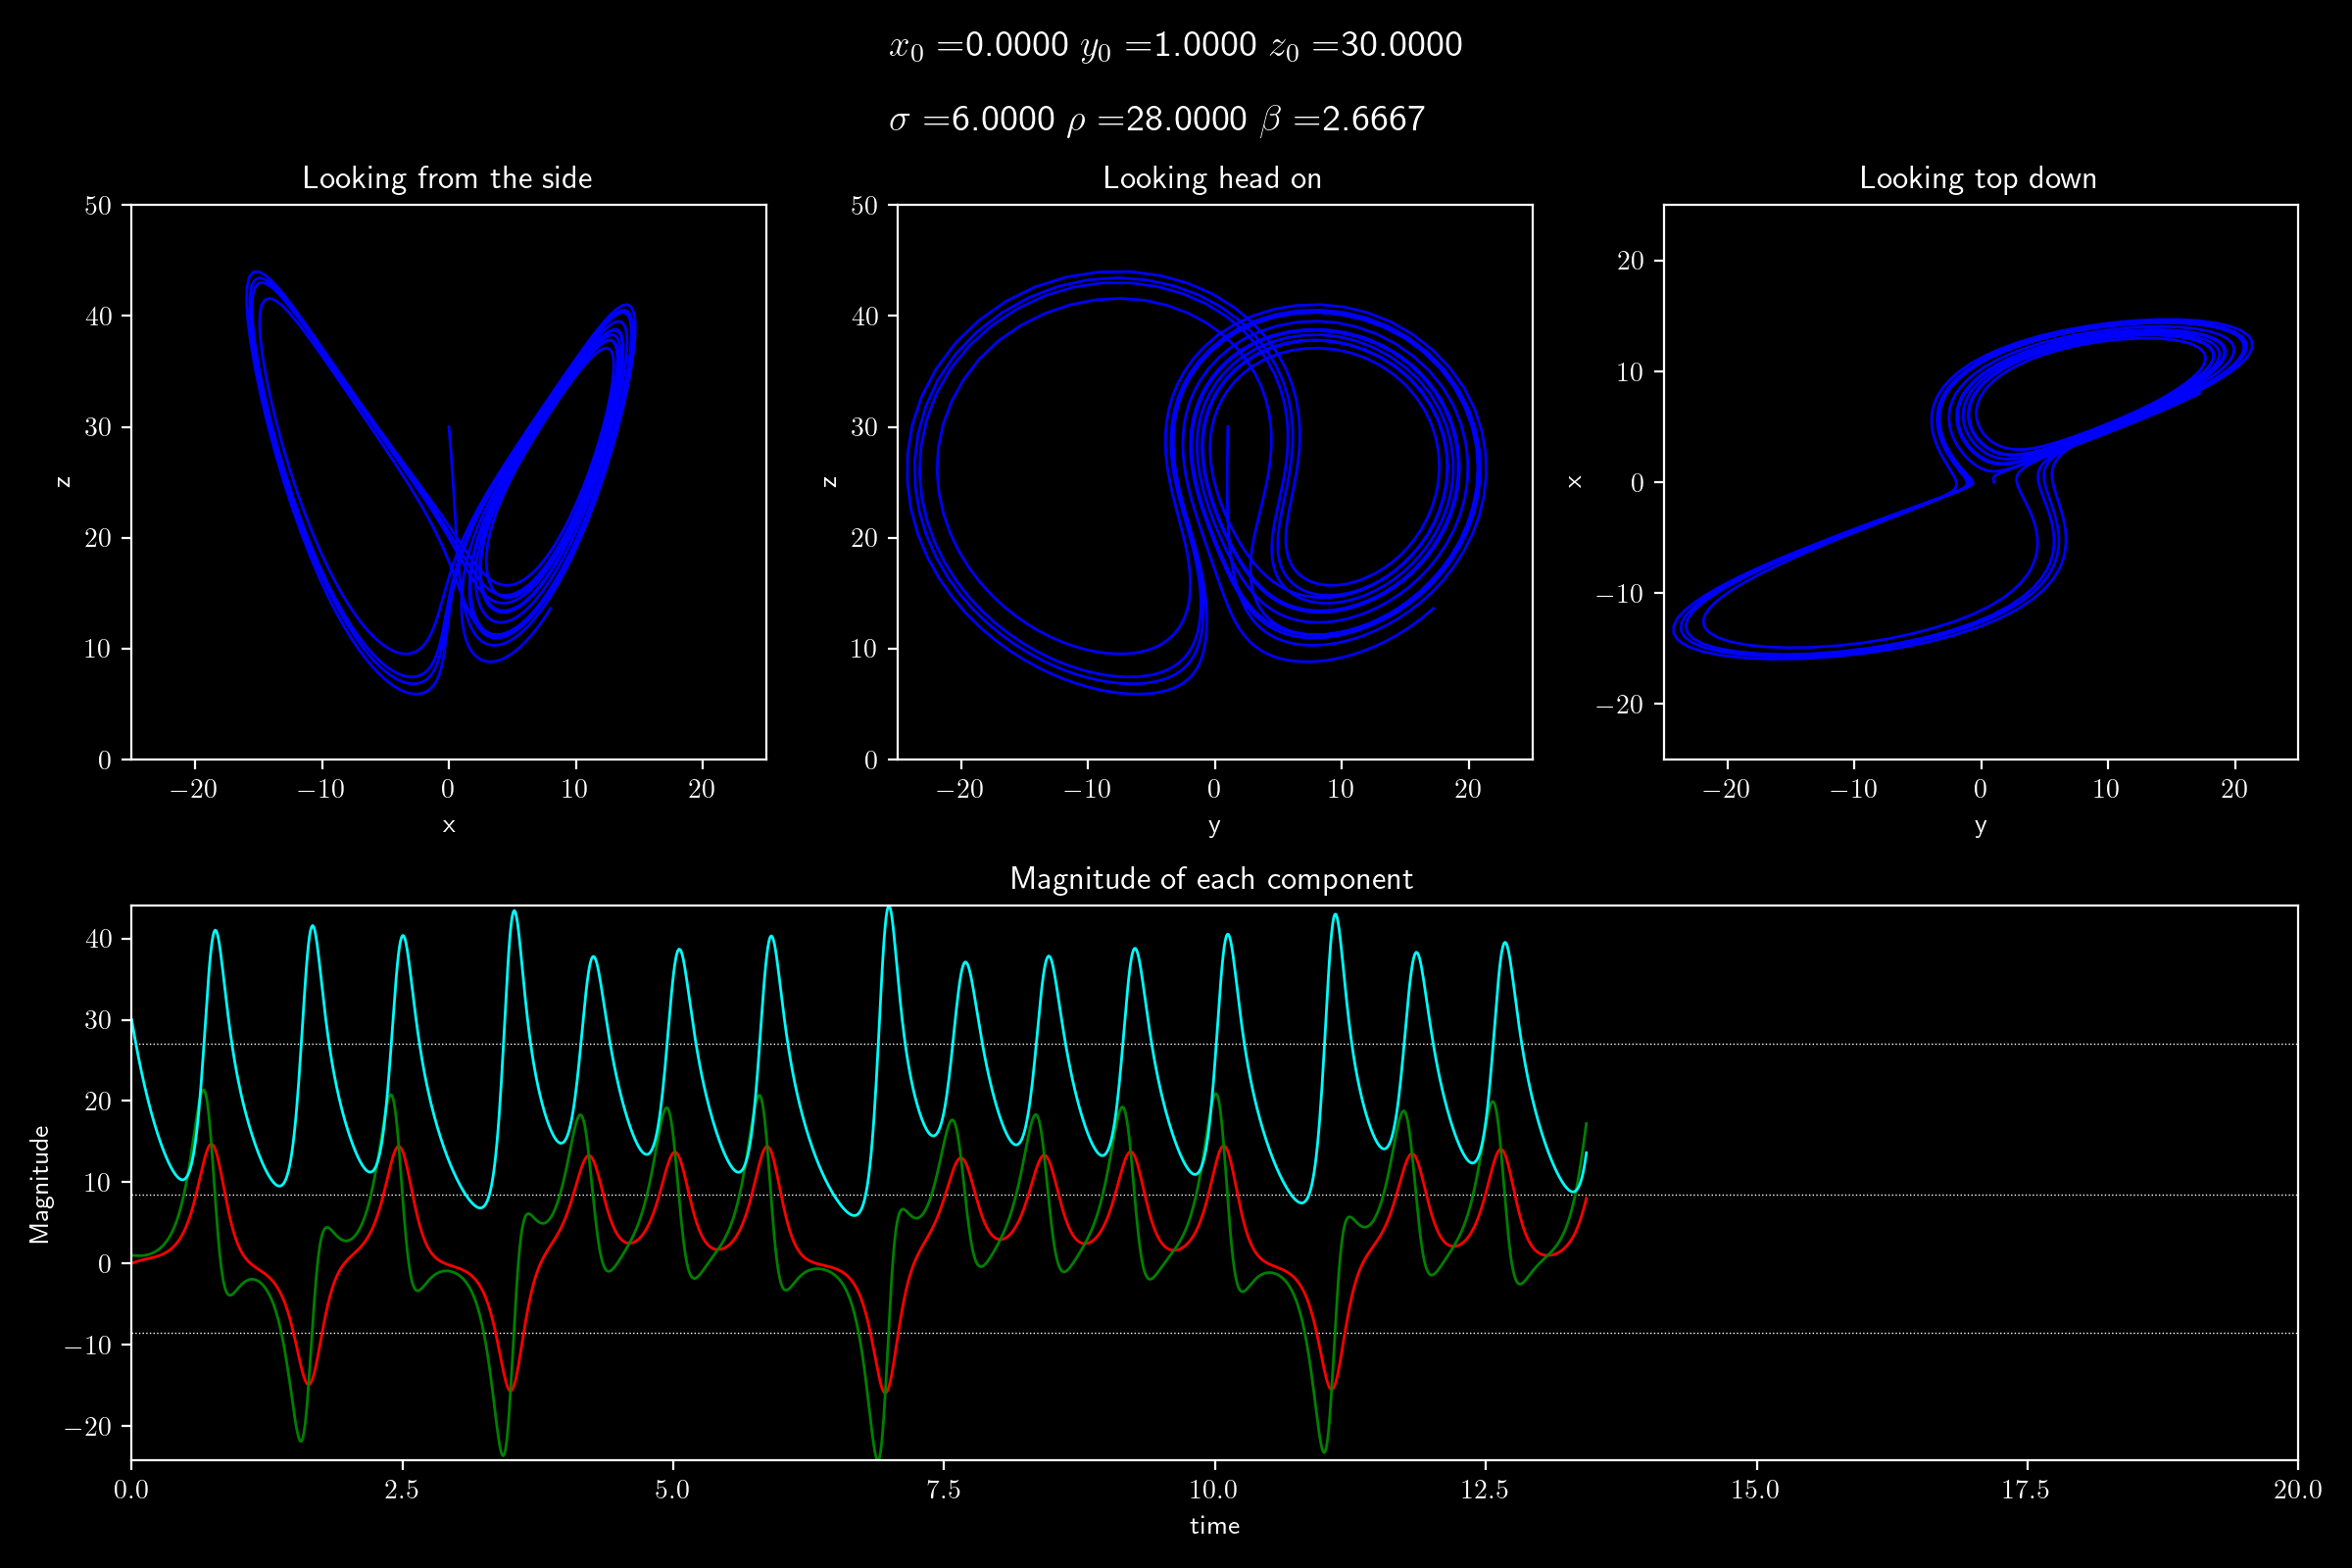 x₀ =0.0000 y₀ =1.0000 z₀ =30.0000
σ =6.0000 ρ =28.0000 β =2.6667
Looking from the side
50
40
30
20
10
0
z
−20 −10 0 10 20
x
Looking head on
50
40
30
20
10
0
z
−20 −10 0 10 20
y
Looking top down
20
10
0
−10
−20
x
−20 −10 0 10 20
y
Magnitude of each component
40
30
20
10
0
−10
−20
Magnitude
0.0 2.5 5.0 7.5 10.0 12.5 15.0 17.5 20.0
time